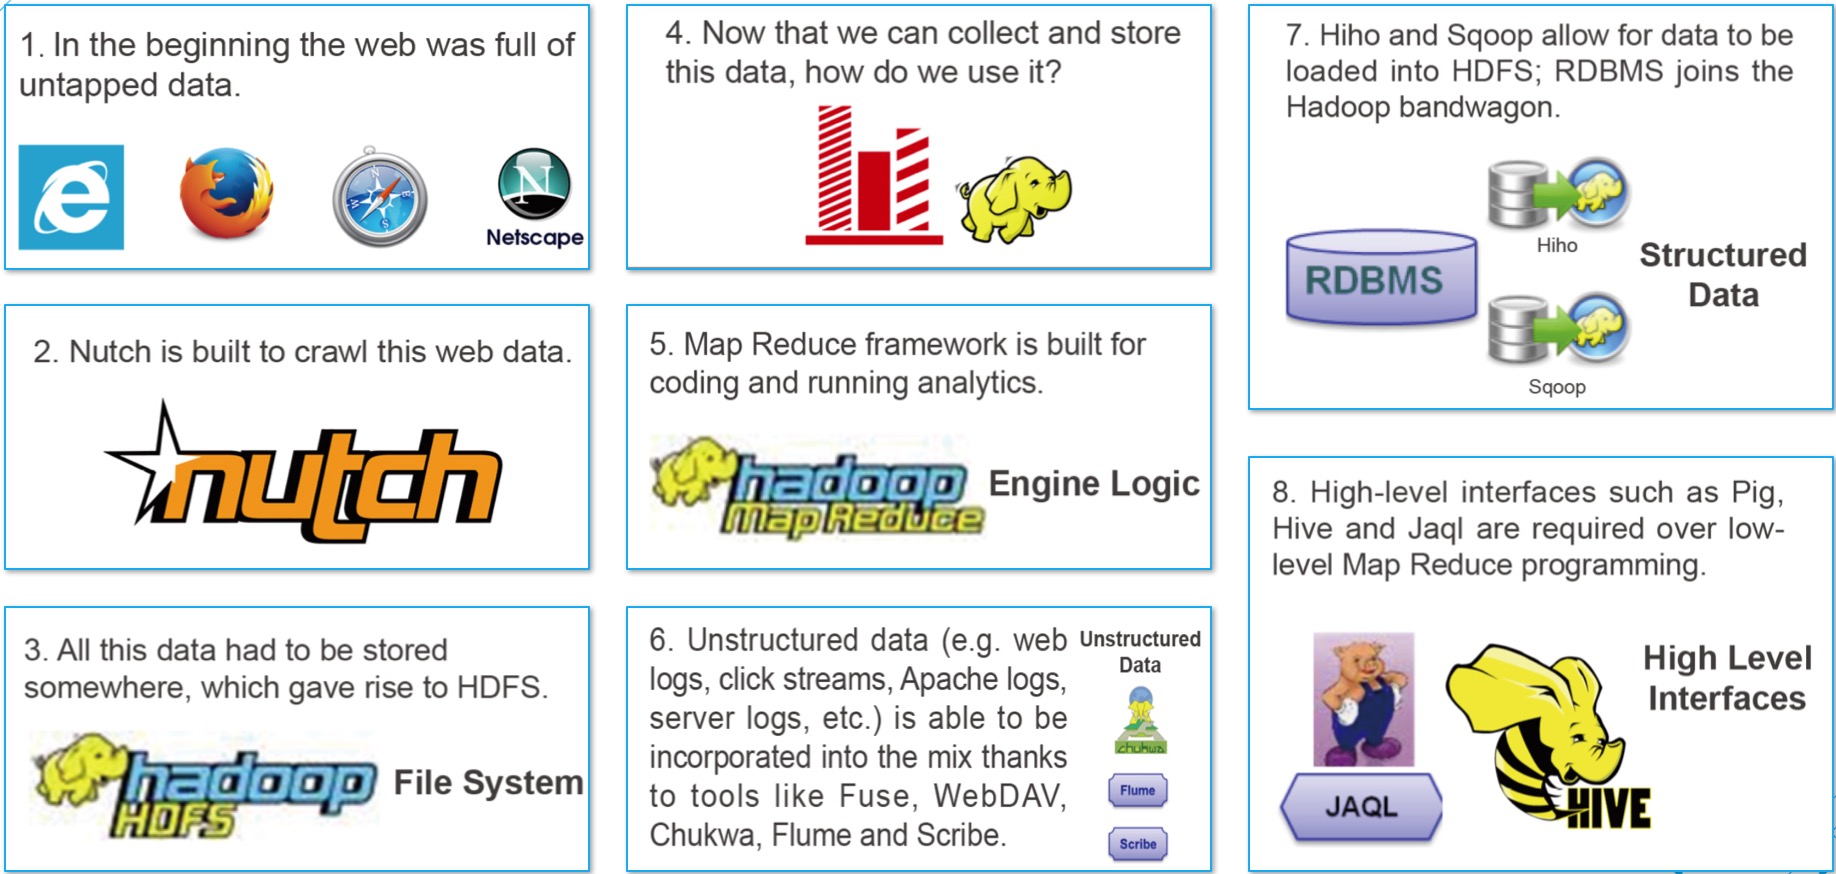 1. In the beginning the web was full of
untapped data.
Netscape
2. Nutch is built to crawl this web data.
nutch
3. All this data had to be stored
somewhere, which gave rise to HDFS.
hadoop
HDFS
File System
4. Now that we can collect and store
this data, how do we use it?
5. Map Reduce framework is built for
coding and running analytics.
hadoop
Map Reduce
Engine Logic
6. Unstructured data (e.g. web
logs, click streams, Apache logs,
server logs, etc.) is able to be
incorporated into the mix thanks
to tools like Fuse, WebDAV,
Chukwa, Flume and Scribe.
Unstructured
Data
chukwa
Flume
Scribe
7. Hiho and Sqoop allow for data to be
loaded into HDFS; RDBMS joins the
Hadoop bandwagon.
RDBMS
Hiho
Sqoop
Structured
Data
8. High-level interfaces such as Pig,
Hive and Jaql are required over low-
level Map Reduce programming.
JAQL
HIVE
High Level
Interfaces